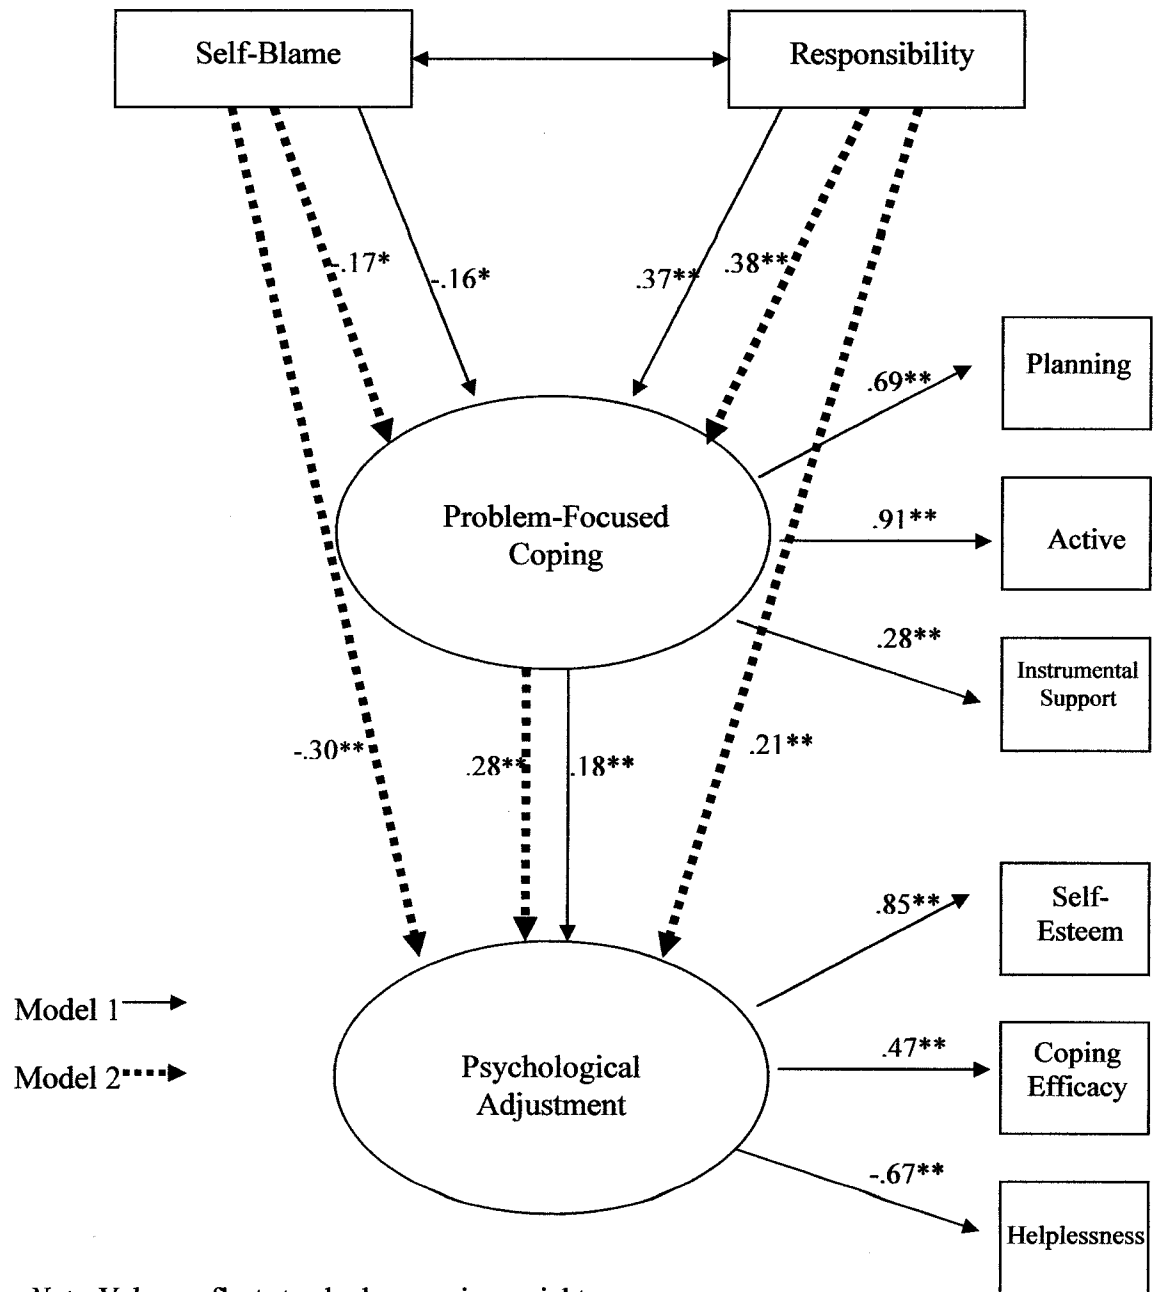 Self-Blame
Responsibility
-.17*
-.16*
.37**
.38**
Planning
.69**
Problem-Focused
Coping
.91**
Active
.28**
Instrumental
Support
-.30**
.28**
.18**
.21**
.85**
Self-
Esteem
Model 1
Model 2
Psychological
Adjustment
.47**
Coping
Efficacy
-.67**
Helplessness